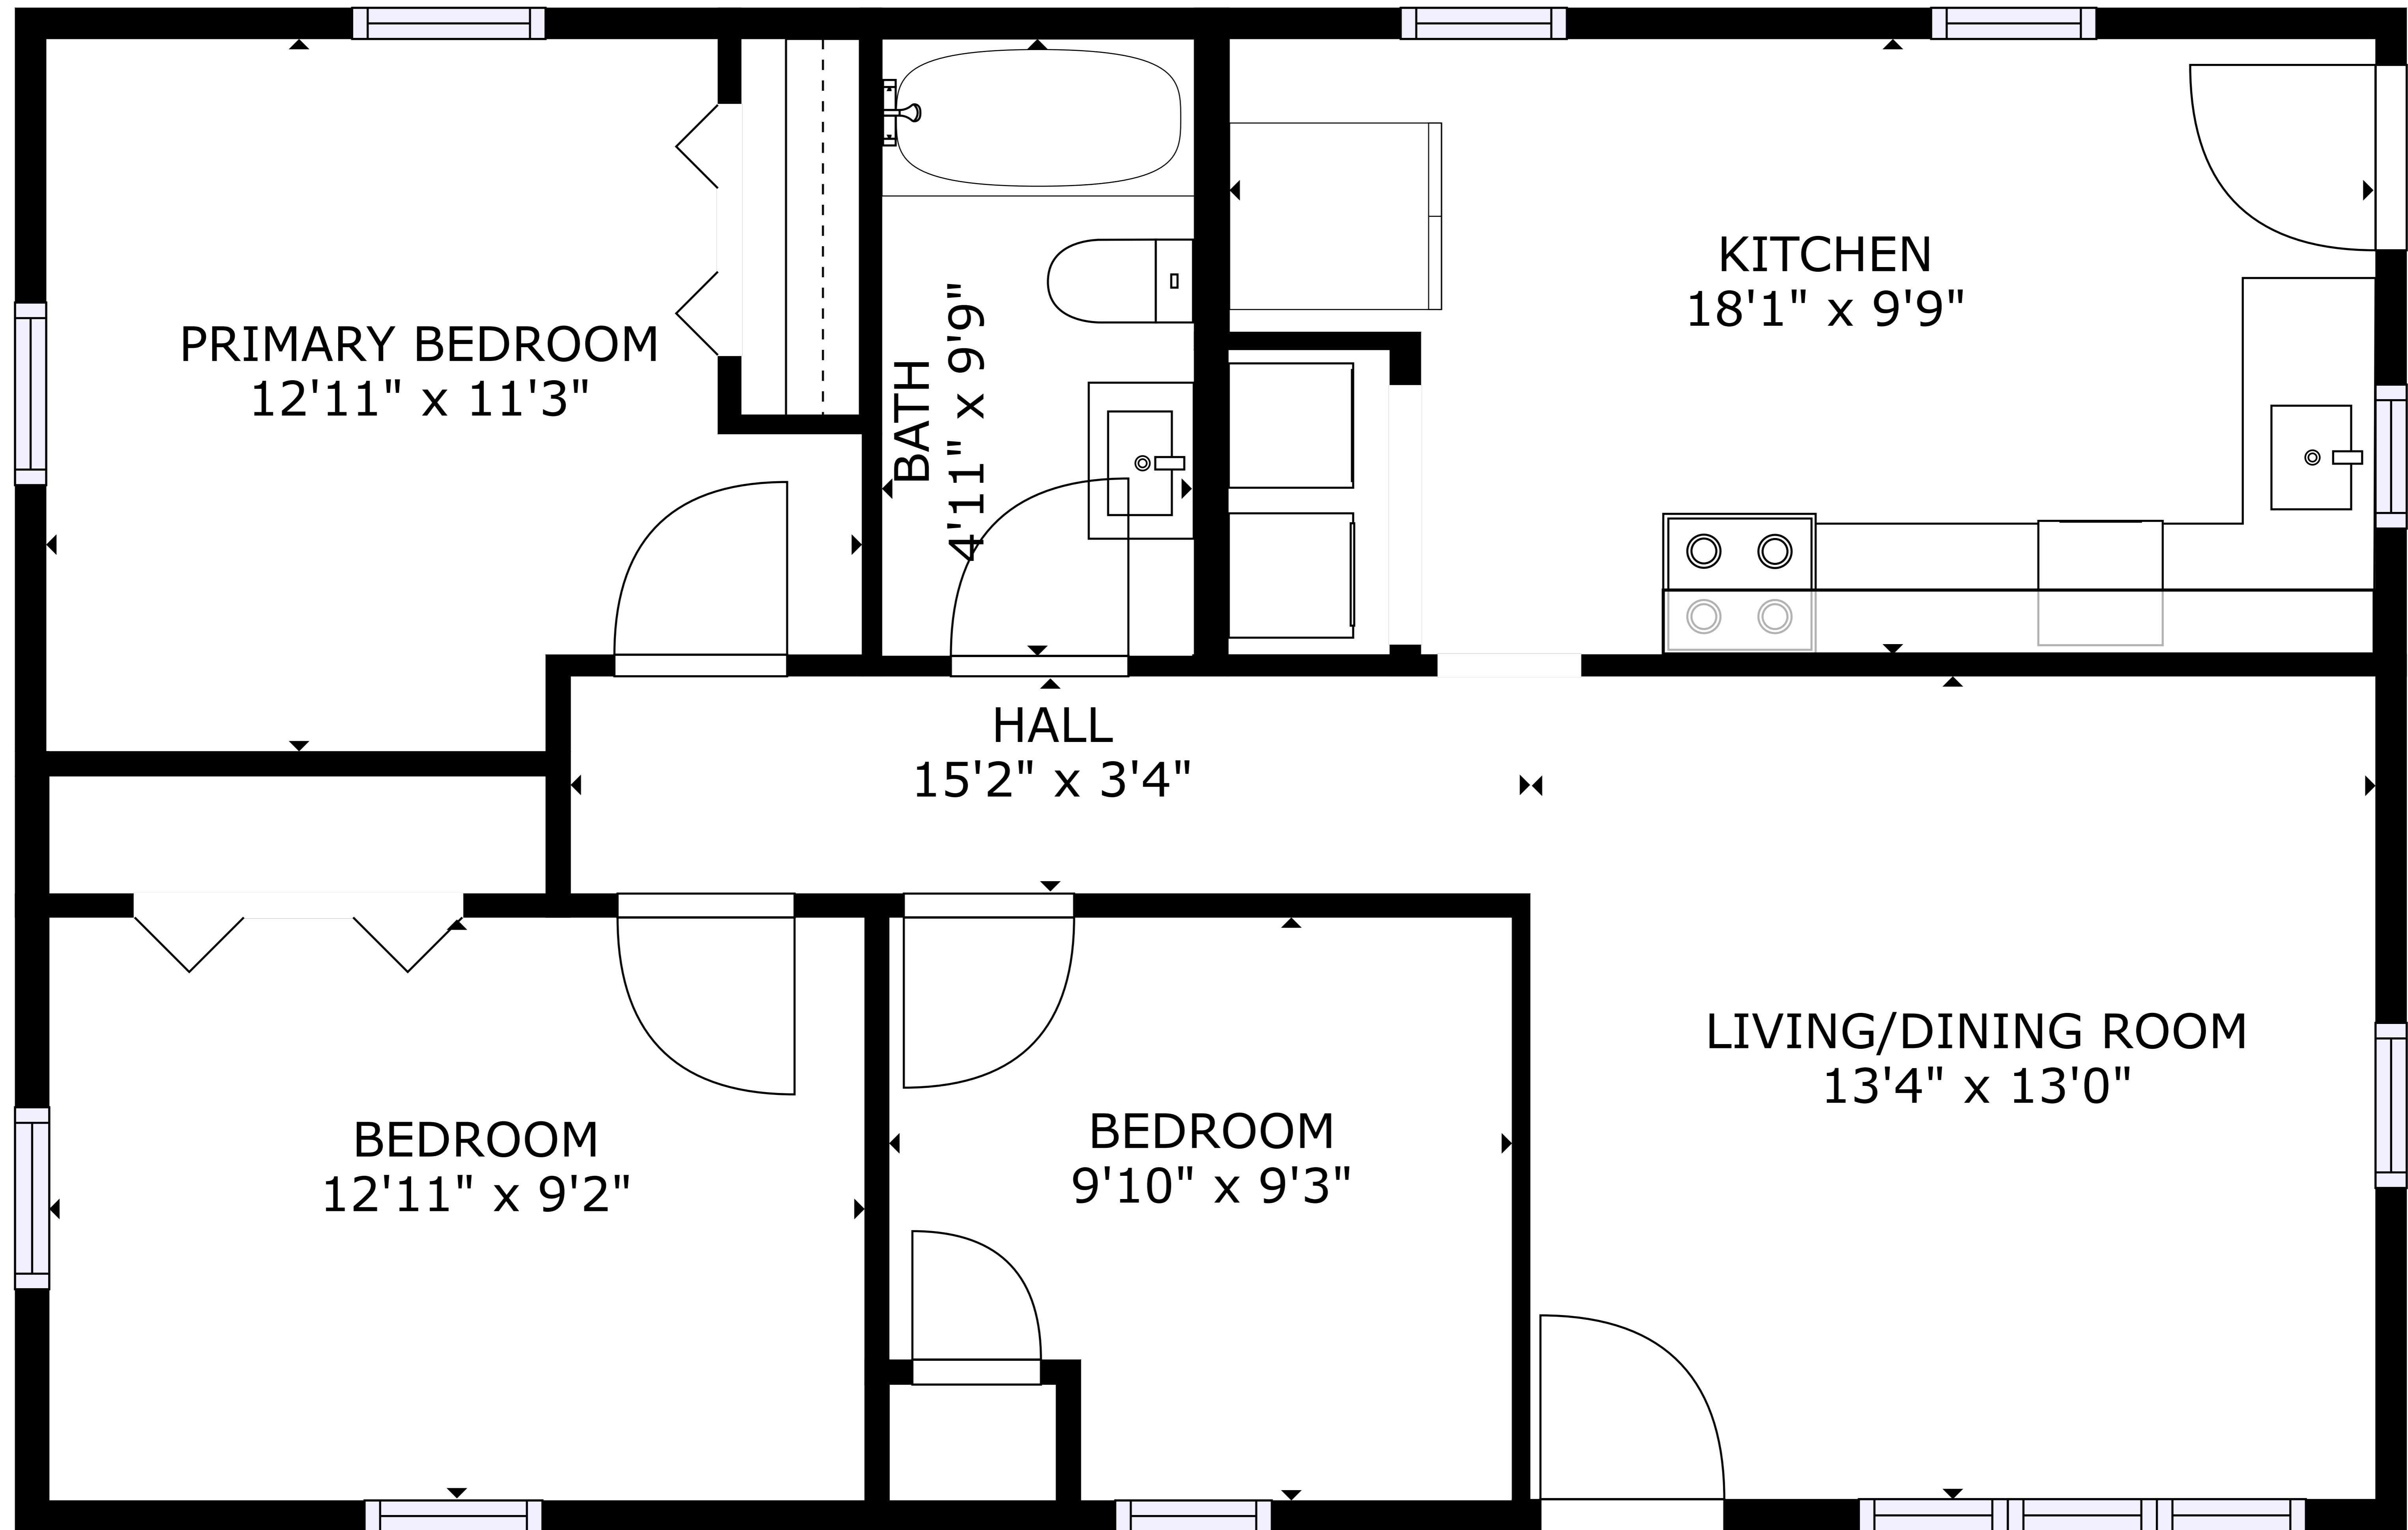 PRIMARY BEDROOM
12'11" x 11'3"
BATH
4'11" x 9'9"
KITCHEN
18'1" x 9'9"
HALL
15'2" x 3'4"
BEDROOM
12'11" x 9'2"
BEDROOM
9'10" x 9'3"
LIVING/DINING ROOM
13'4" x 13'0"